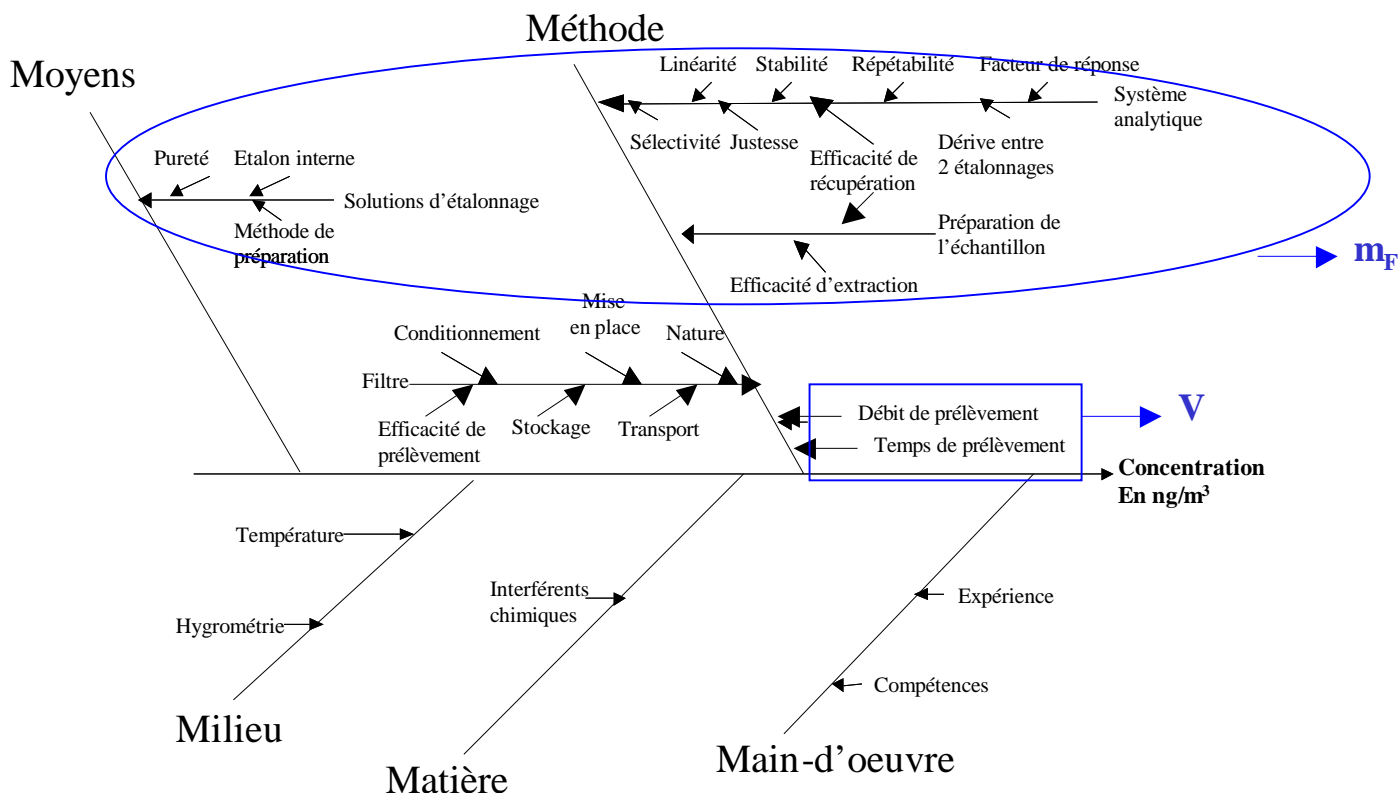 Méthode
Moyens
Linéarité Stabilité Répétabilité Facteur de réponse
Système
analytique
Sélectivité Justesse
Efficacité de
récupération
Dérive entre
2 étalonnages
Pureté Etalon interne
Solutions d'étalonnage
Méthode de
préparation
Préparation de
l'échantillon
Efficacité d'extraction
m_F
Conditionnement
Mise
en place
Nature
Filtre
Efficacité de
prélèvement
Stockage
Transport
Débit de prélèvement
Temps de prélèvement
V
Concentration
En ng/m³
Température
Hygrométrie
Interférents
chimiques
Expérience
Compétences
Milieu
Matière
Main-d'oeuvre